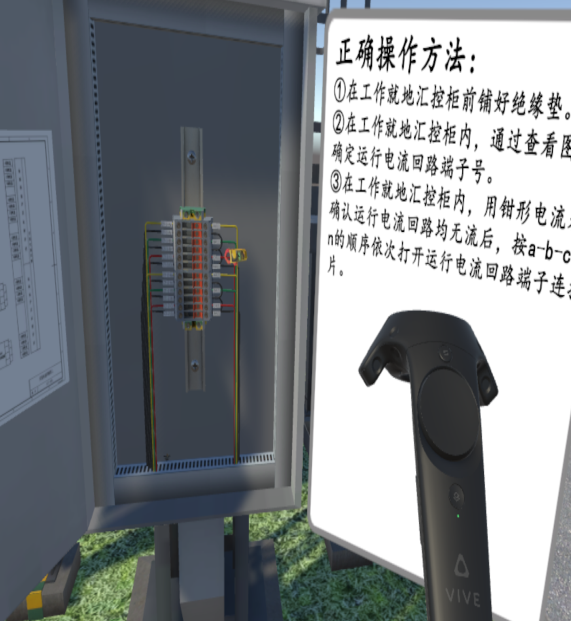 正确操作方法：
①在工作就地汇控柜前铺好绝缘垫。
②在工作就地汇控柜内，通过查看图
确定运行电流回路端子号。
③在工作就地汇控柜内，用钳形电流
确认运行电流回路均无流后，按a-b-c
n的顺序依次打开运行电流回路端子连
片。
VIVE